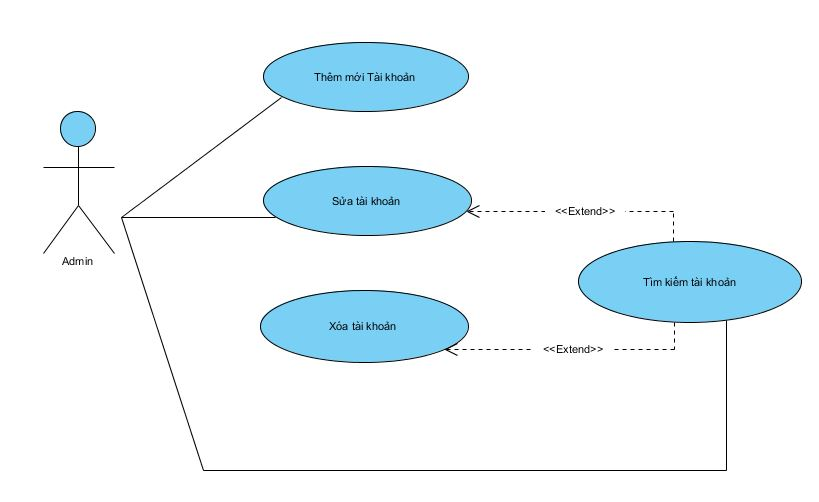 Thêm mới Tài khoản
Admin
Sửa tài khoản
<<Extend>>
Tìm kiếm tài khoản
Xóa tài khoản
<<Extend>>